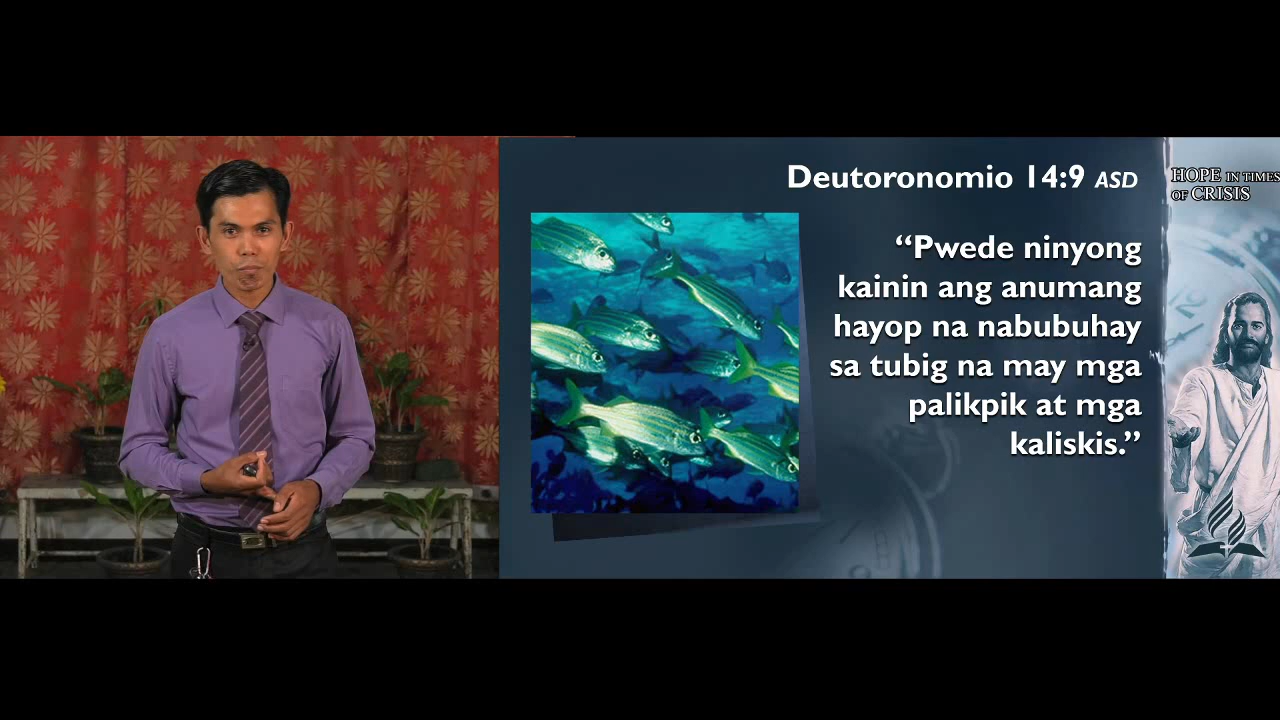 Deutoronomio 14:9 ASD
“Pwede ninyong
kainin ang anumang
hayop na nabubuhay
sa tubig na may mga
palikpik at mga
kaliskis.”
HOPE IN TIMES
OF CRISIS